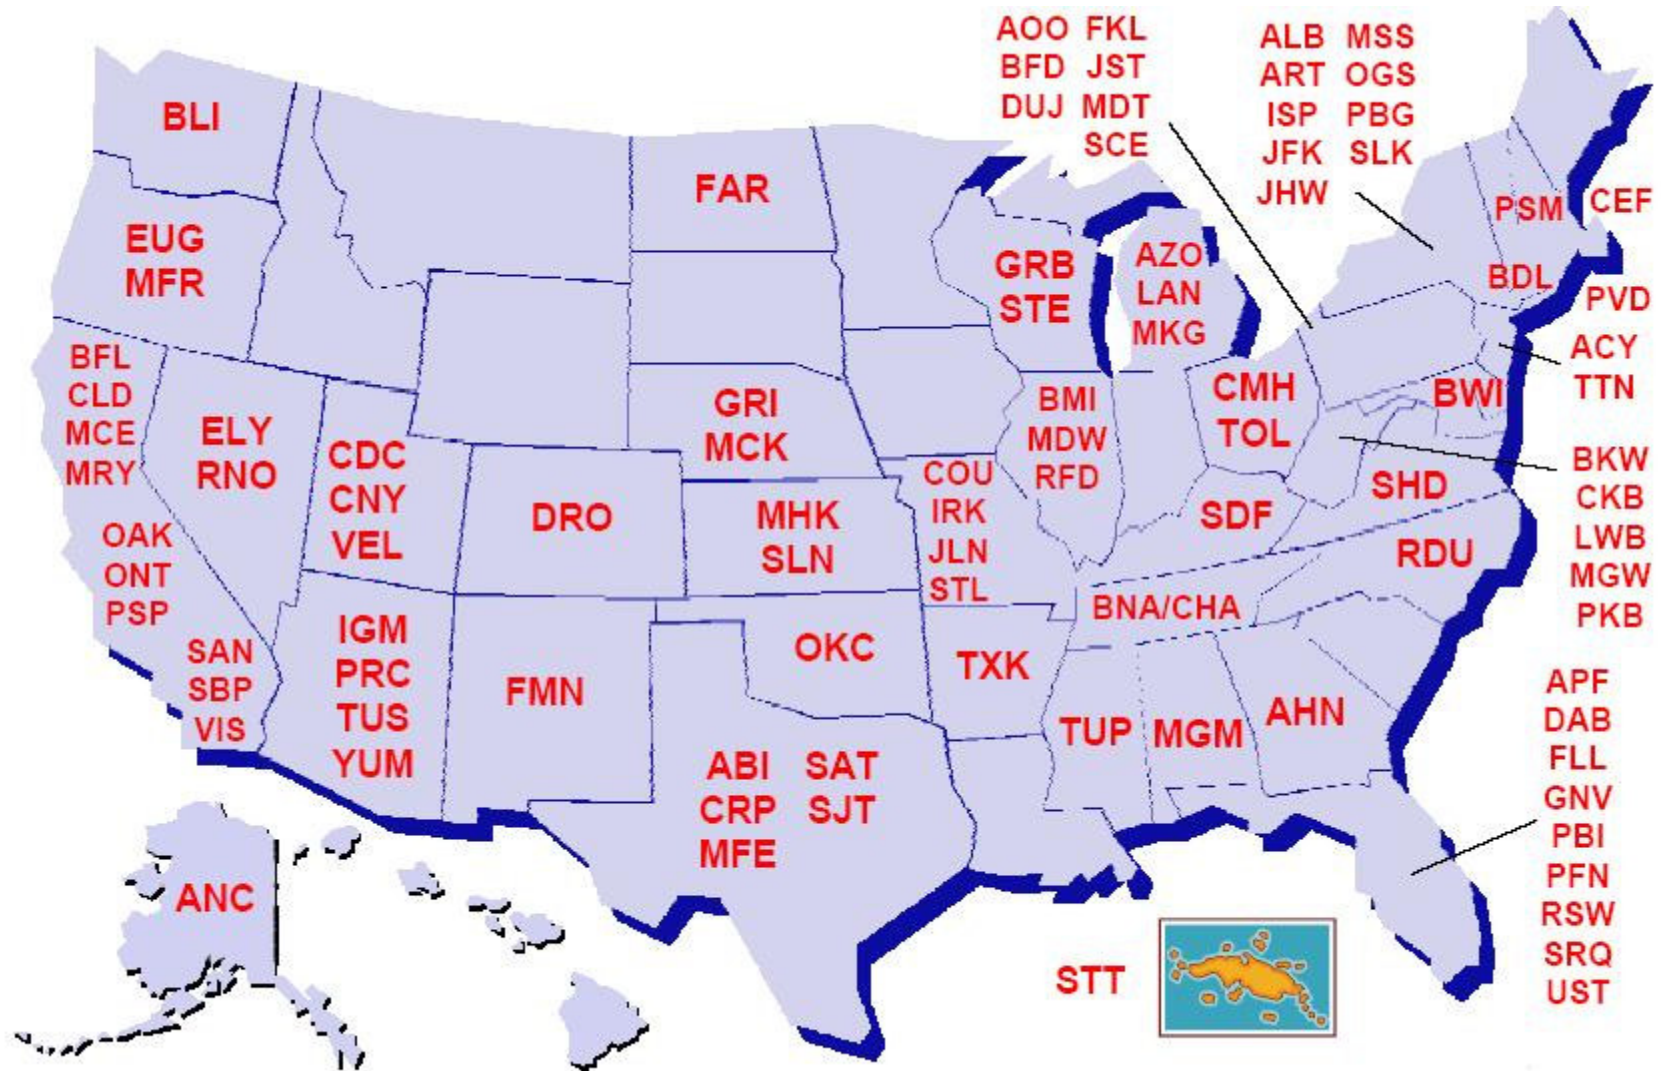 AOO FKL
BFD JST
DUJ MDT
SCE
ALB MSS
ART OGS
ISP PBG
JFK SLK
JHW
BLI
FAR
PSM
CEF
EUG
MFR
GRB
STE
AZO
LAN
MKG
BDL
PVD
ACY
TTN
BFL
CLD
MCE
MRY
ELY
RNO
CDC
CNY
VEL
GRI
MCK
BMI
MDW
RFD
CMH
TOL
BWI
BKW
CKB
LWB
MGW
PKB
OAK
ONT
PSP
DRO
MHK
SLN
COU
IRK
JLN
STL
SDF
SHD
RDU
BNA/CHA
SAN
SBP
VIS
IGM
PRC
TUS
YUM
FMN
OKC
TXK
TUP
MGM
AHN
ABI SAT
CRP SJT
MFE
APF
DAB
FLL
GNV
PBI
PFN
RSW
SRQ
UST
ANC
STT